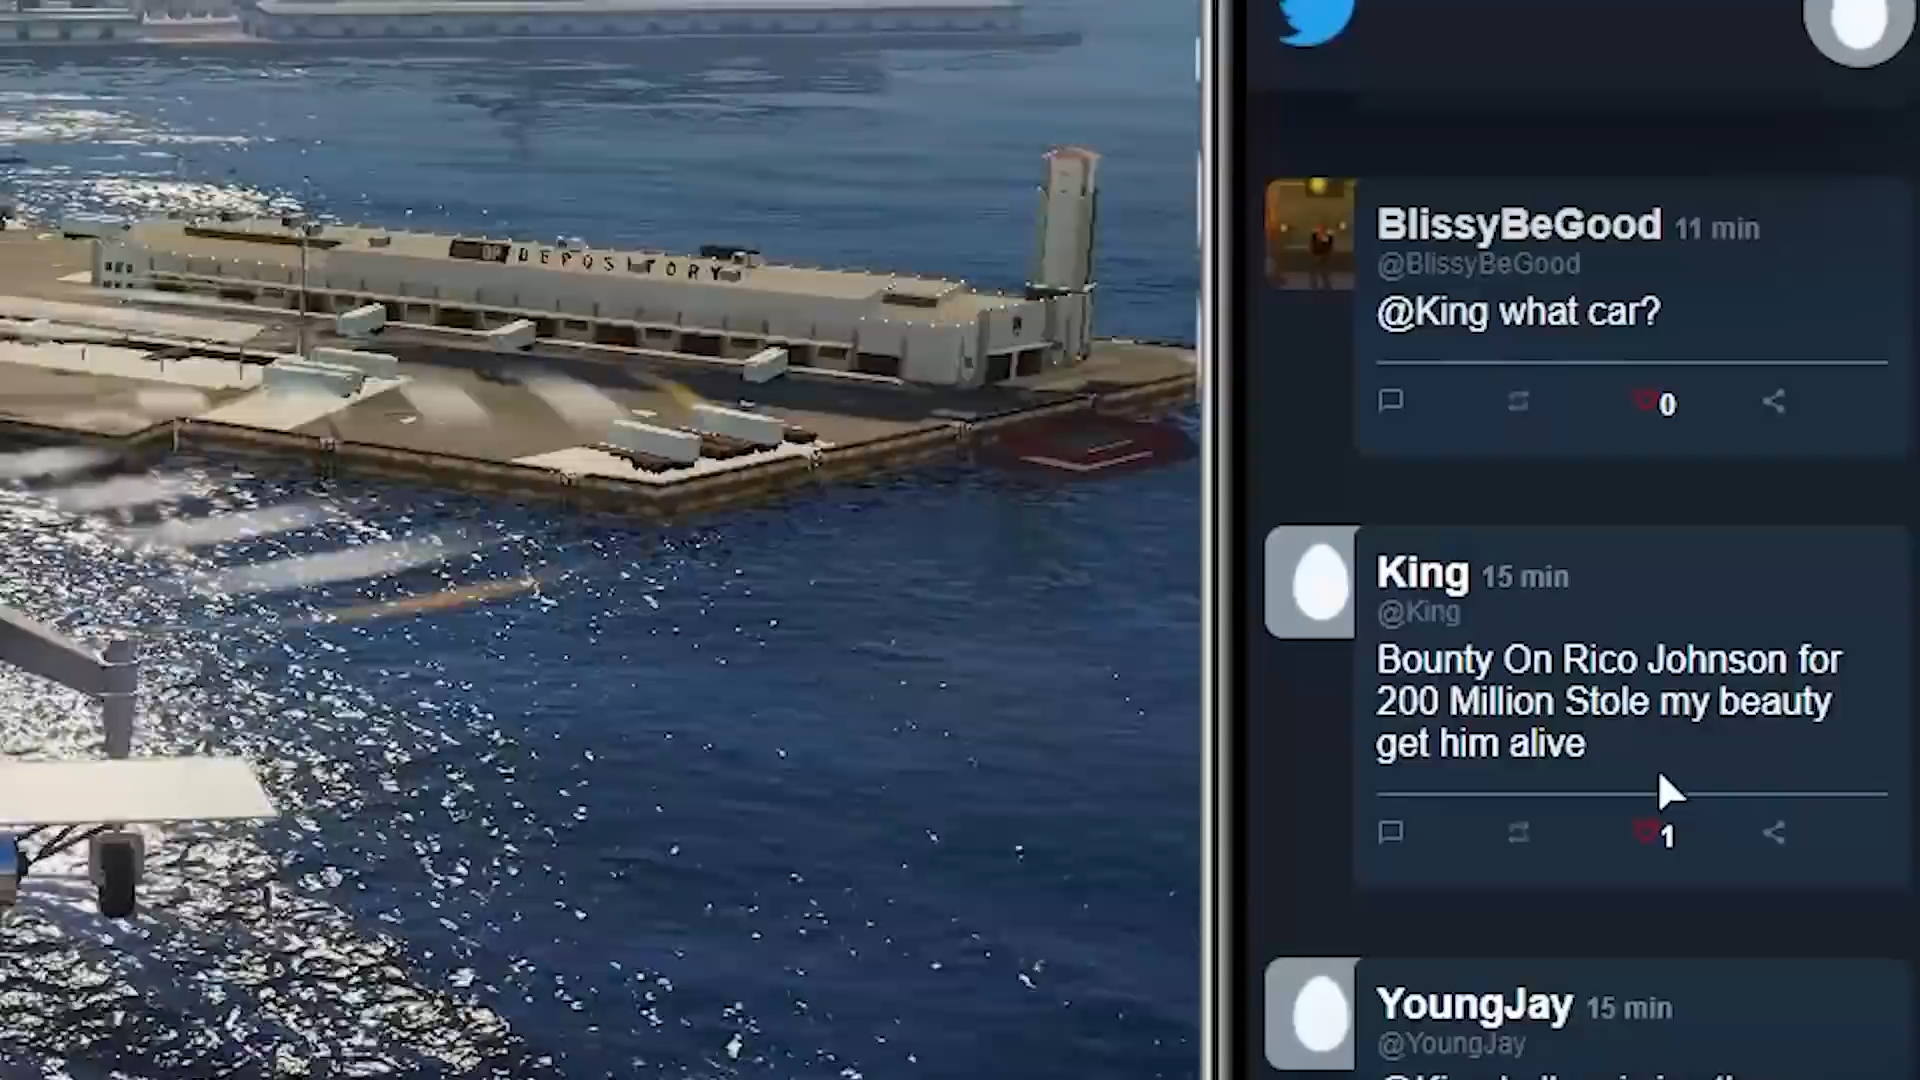 DEPOSITORY
BlissyBeGood 11 min
@BlissyBeGood
@King what car?
0
King 15 min
@King
Bounty On Rico Johnson for
200 Million Stole my beauty
get him alive
1
YoungJay 15 min
@YoungJay